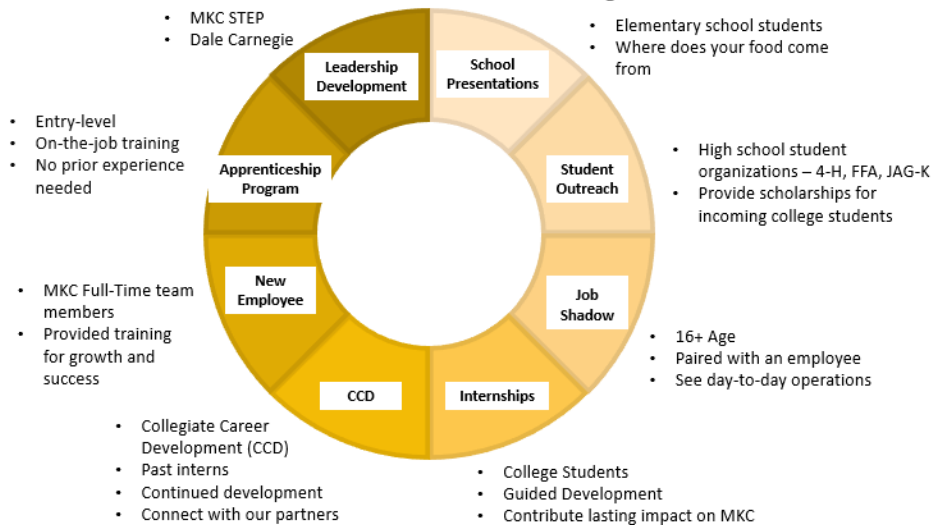 • MKC STEP
• Dale Carnegie
Leadership
Development
School
Presentations
• Elementary school students
• Where does your food come
from
• Entry-level
• On-the-job training
• No prior experience
needed
Apprenticeship
Program
Student
Outreach
• High school student
organizations – 4-H, FFA, JAG-K
• Provide scholarships for
incoming college students
• MKC Full-Time team
members
• Provided training
for growth and
success
New
Employee
Job
Shadow
• 16+ Age
• Paired with an employee
• See day-to-day operations
CCD
Internships
• Collegiate Career
Development (CCD)
• Past interns
• Continued development
• Connect with our partners
• College Students
• Guided Development
• Contribute lasting impact on MKC